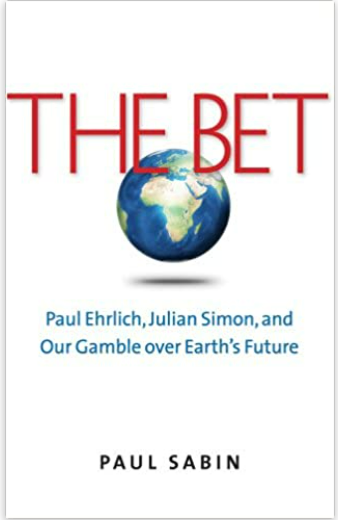 THE BET
Paul Ehrlich, Julian Simon, and
Our Gamble over Earth's Future
PAUL SABIN